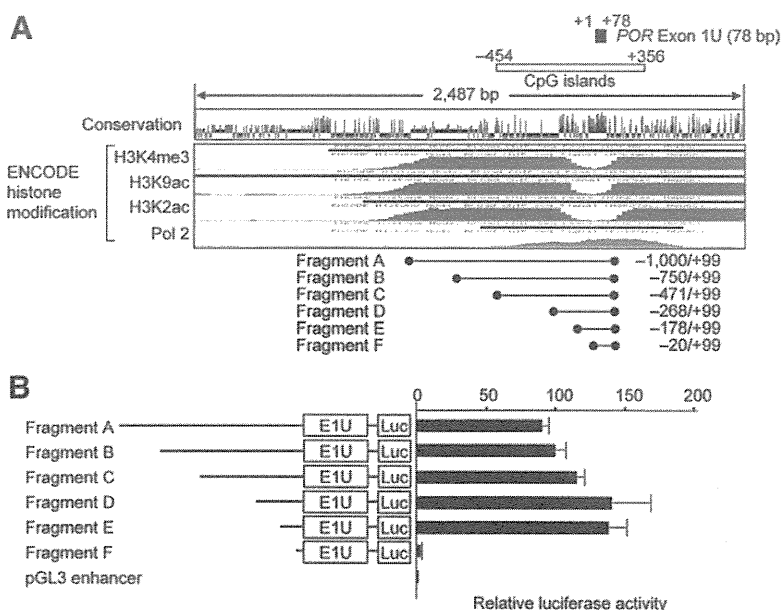 A
+1 +78
POR Exon 1U (78 bp)
–454 +356
CpG islands
2,487 bp
Conservation
ENCODE
histone
modification
H3K4me3
H3K9ac
H3K2ac
Pol 2
Fragment A –1,000/+99
Fragment B –750/+99
Fragment C –471/+99
Fragment D –268/+99
Fragment E –178/+99
Fragment F –20/+99
B
0 50 100 150 200
Fragment A E1U Luc
Fragment B E1U Luc
Fragment C E1U Luc
Fragment D E1U Luc
Fragment E E1U Luc
Fragment F E1U Luc
pGL3 enhancer
Relative luciferase activity